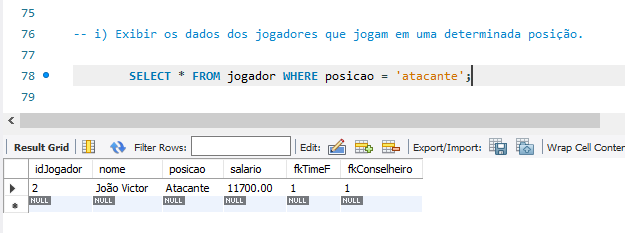 75
76 -- i) Exibir os dados dos jogadores que jogam em uma determinada posição.
77
78 SELECT * FROM jogador WHERE posicao = 'atacante';
79
Result Grid Filter Rows: Edit: Export/Import: Wrap Cell Conter
idJogador nome posicao salario fkTimeF fkConselheiro
2 João Victor Atacante 11700.00 1 1
NULL NULL NULL NULL NULL NULL